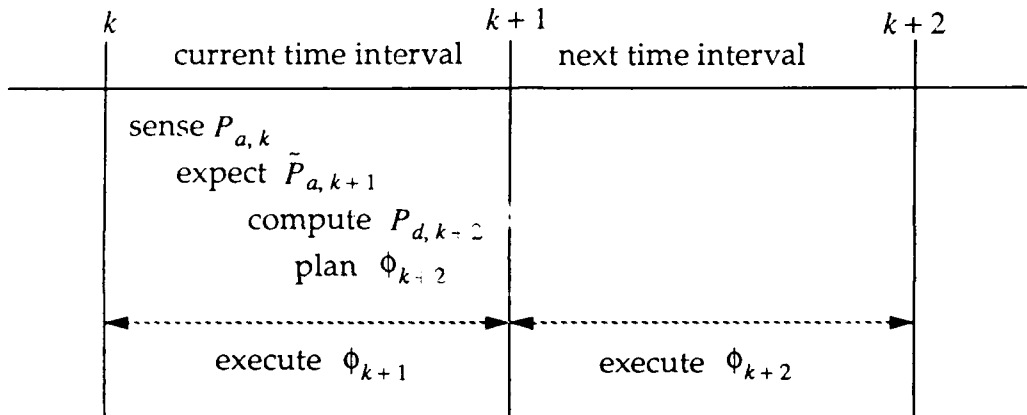 k k + 1 k + 2
current time interval next time interval
sense P_{a, k}
expect P̃_{a, k + 1}
compute P_{d, k + 2}
plan ϕ_{k + 2}
execute ϕ_{k + 1} execute ϕ_{k + 2}